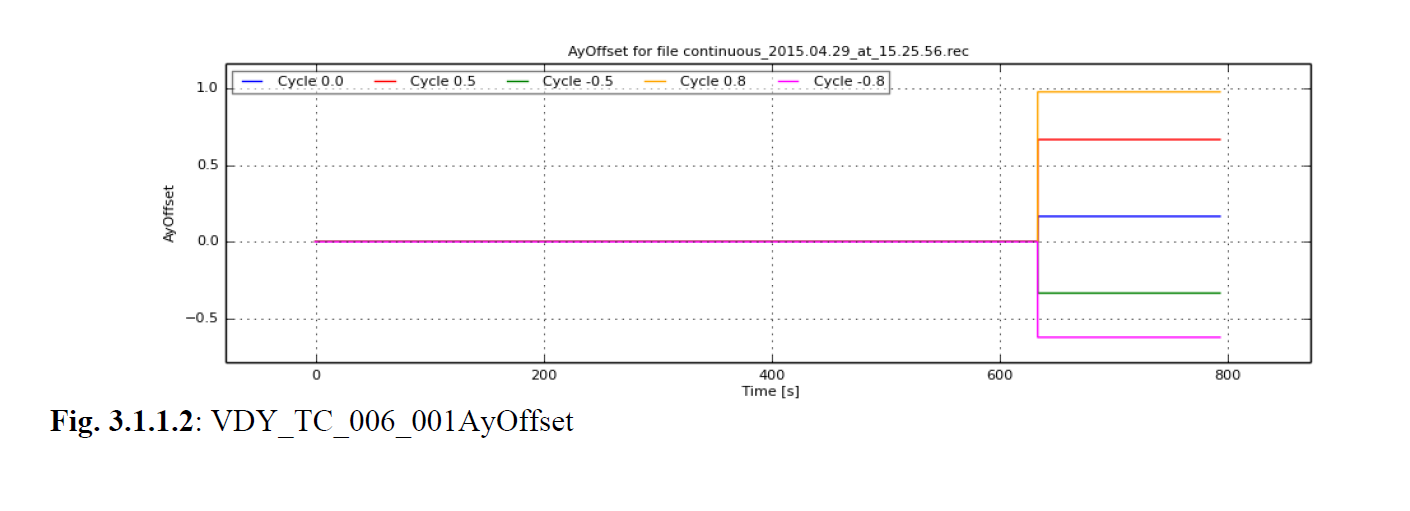 AyOffset for file continuous_2015.04.29_at_15.25.56.rec
Cycle 0.0 Cycle 0.5 Cycle -0.5 Cycle 0.8 Cycle -0.8
1.0
0.5
AyOffset
0.0
−0.5
0 200 400 600 800
Time [s]
Fig. 3.1.1.2: VDY_TC_006_001AyOffset